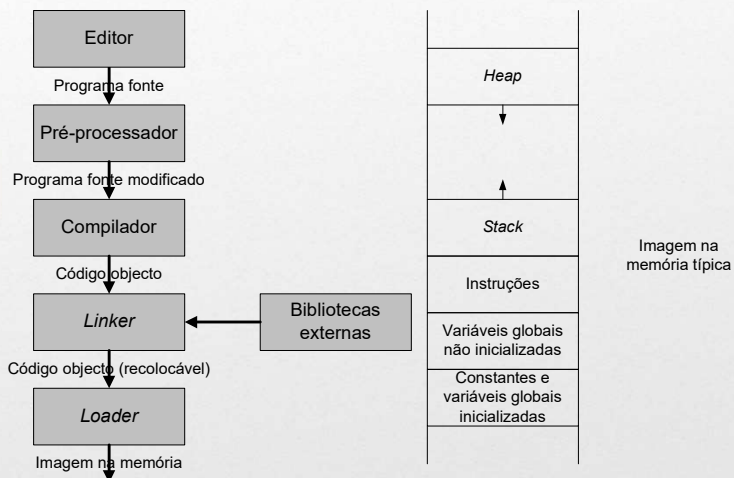 Editor
Programa fonte
Pré-processador
Programa fonte modificado
Compilador
Código objecto
Linker
Bibliotecas
externas
Código objecto (recolocável)
Loader
Imagem na memória
Heap
Stack
Instruções
Variáveis globais
não inicializadas
Constantes e
variáveis globais
inicializadas
Imagem na
memória típica